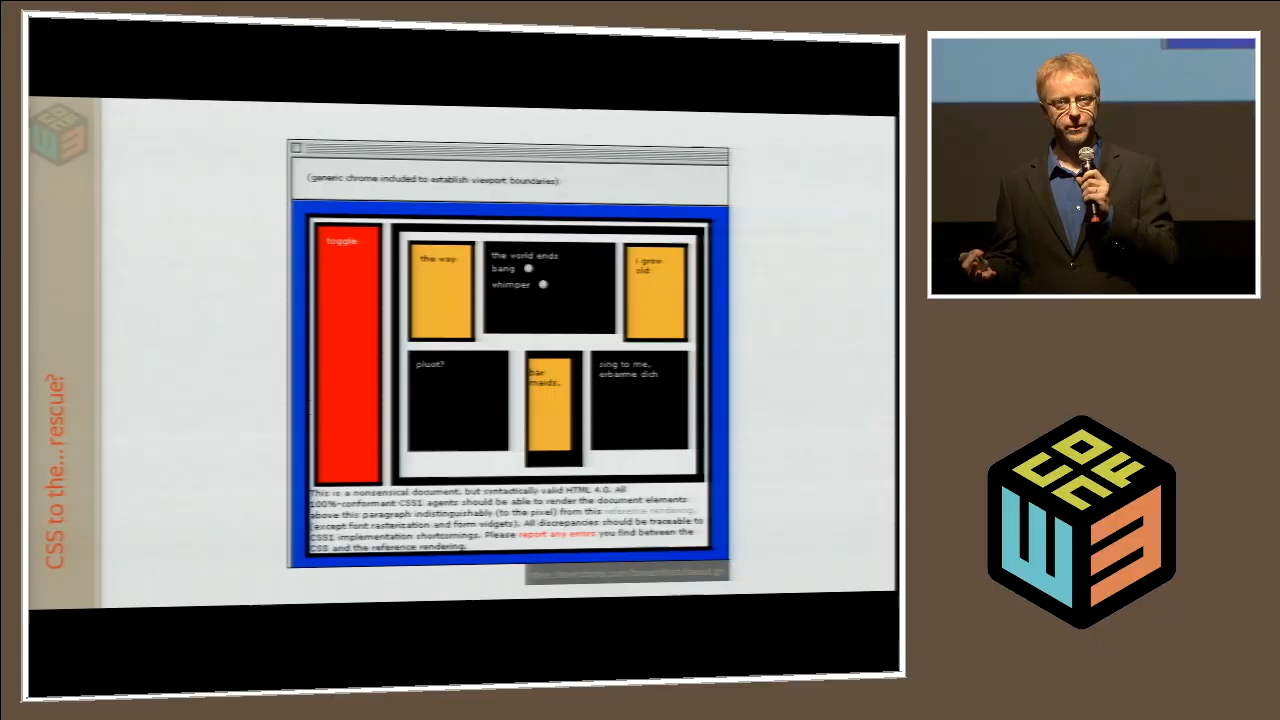 CSS to the... rescue?
(generic chrome included to establish viewport boundaries)
toggle
the way
the world ends
bang
whimper
i grow
old
pluot?
bar
maids,
sing to me,
erbarme dich
This is a nonsensical document, but syntactically valid HTML 4.0. All
100%-conformant CSS1 agents should be able to render the document elements
above this paragraph indistinguishably (to the pixel) from this reference rendering,
(except font rasterization and form widgets). All discrepancies should be traceable to
CSS1 implementation shortcomings. Please report any errors you find between the
CSS and the reference rendering.
W3
CONF